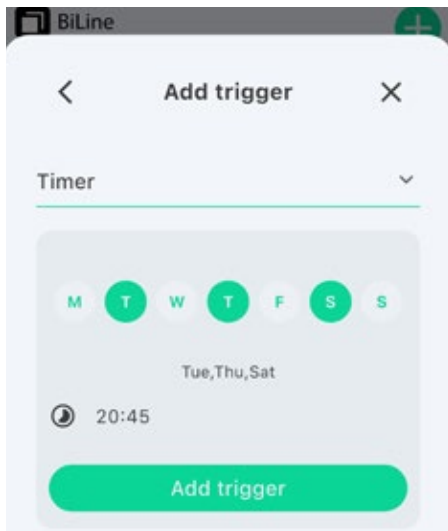 BiLine
Add trigger
Timer
M T W T F S S
Tue,Thu,Sat
20:45
Add trigger